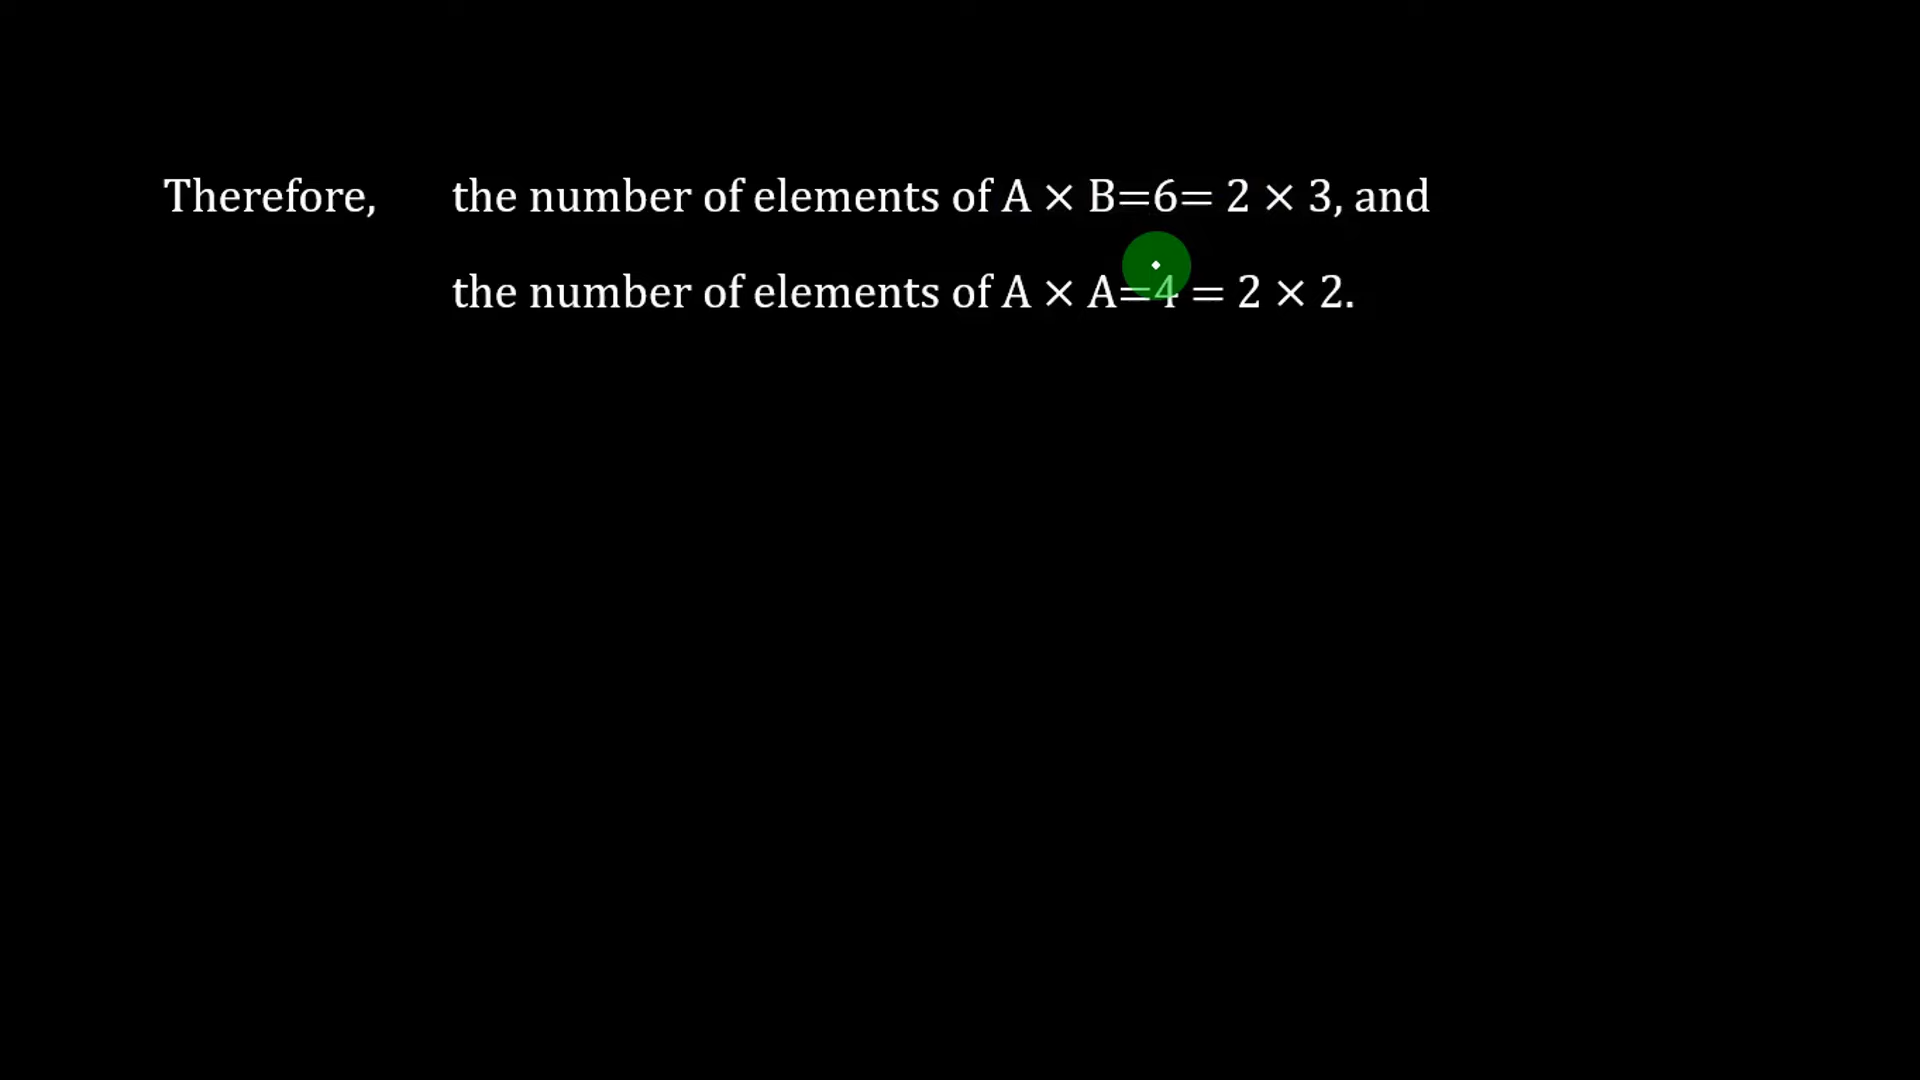 Therefore, the number of elements of A × B=6= 2 × 3, and
the number of elements of A × A=4 = 2 × 2.